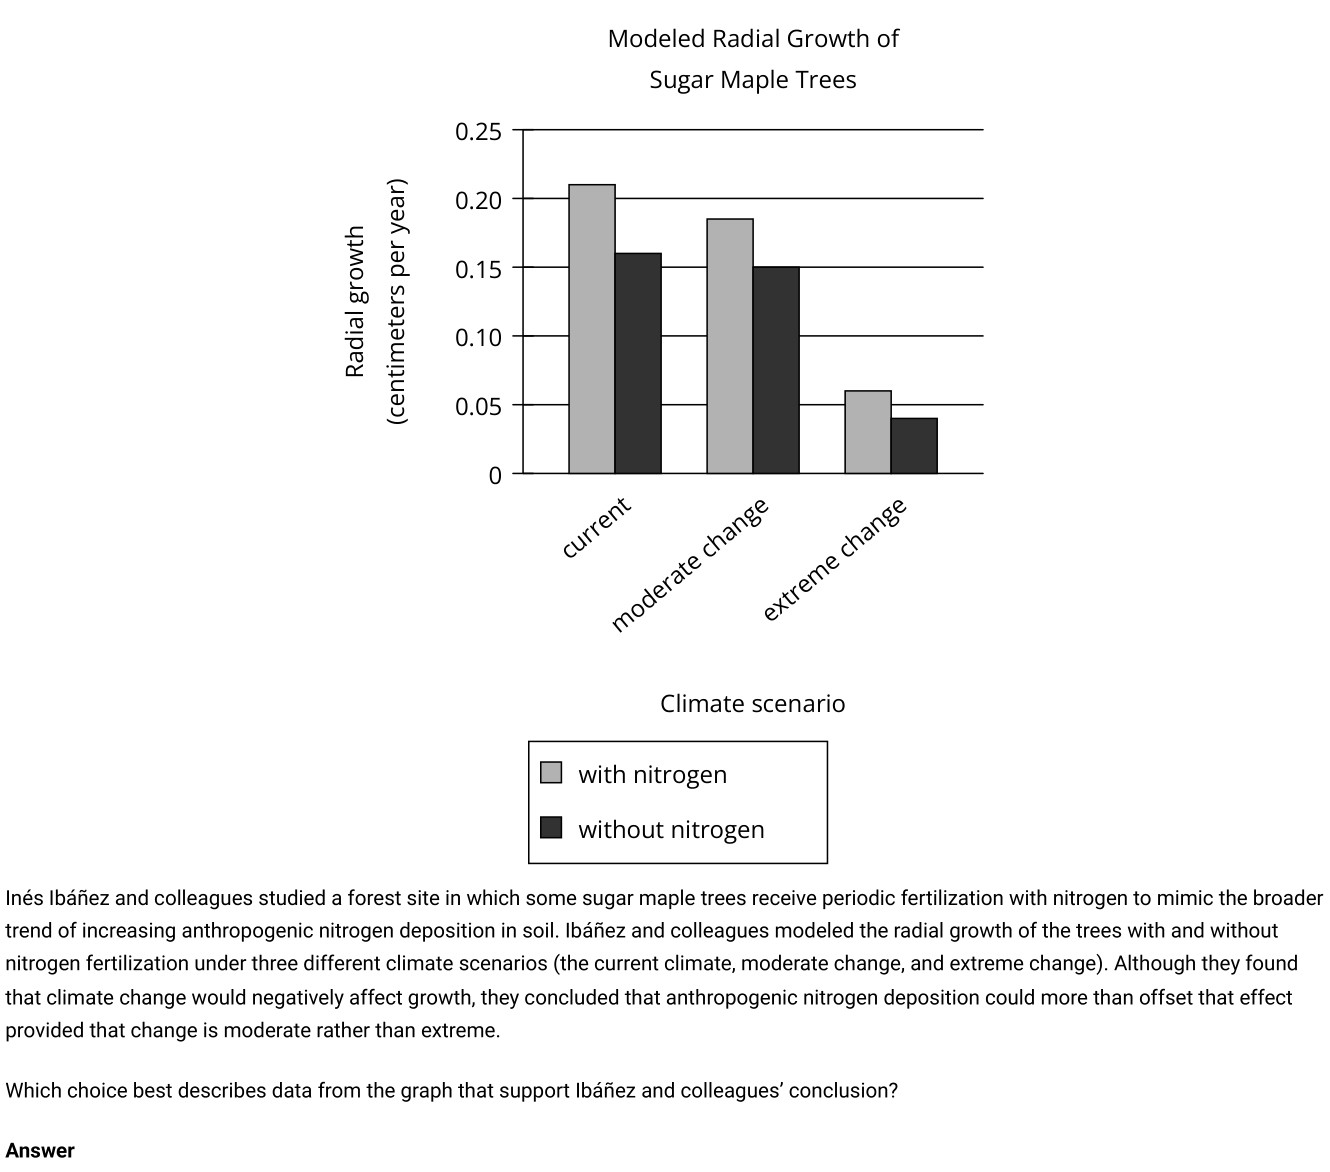 Modeled Radial Growth of
Sugar Maple Trees
Radial growth
(centimeters per year)
0.25
0.20
0.15
0.10
0.05
0
current
moderate change
extreme change
Climate scenario
with nitrogen
without nitrogen
Inés Ibáñez and colleagues studied a forest site in which some sugar maple trees receive periodic fertilization with nitrogen to mimic the broader
trend of increasing anthropogenic nitrogen deposition in soil. Ibáñez and colleagues modeled the radial growth of the trees with and without
nitrogen fertilization under three different climate scenarios (the current climate, moderate change, and extreme change). Although they found
that climate change would negatively affect growth, they concluded that anthropogenic nitrogen deposition could more than offset that effect
provided that change is moderate rather than extreme.
Which choice best describes data from the graph that support Ibáñez and colleagues’ conclusion?
Answer